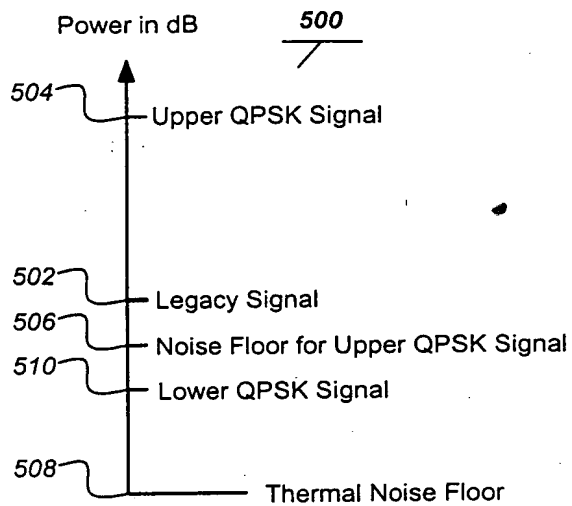 Power in dB
500
504
Upper QPSK Signal
502
Legacy Signal
506
Noise Floor for Upper QPSK Signal
510
Lower QPSK Signal
508
Thermal Noise Floor